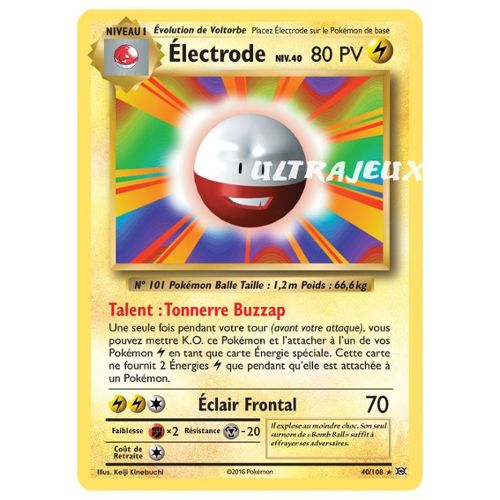 NIVEAU 1
Évolution de Voltorbe Placez Électrode sur le Pokémon de base
Électrode NIV.40 80 PV
ULTRAJEUX
N° 101 Pokémon Balle Taille : 1,2m Poids : 66,6kg
Talent : Tonnerre Buzzap
Une seule fois pendant votre tour (avant votre attaque), vous
pouvez mettre K.O. ce Pokémon et l'attacher à l'un de vos
Pokémon en tant que carte Énergie spéciale. Cette carte
ne fournit 2 Énergies que pendant qu'elle est attachée à
un Pokémon.
Éclair Frontal 70
Faiblesse ×2 Résistance -20
Coût de
Retraite
Il explose au moindre choc. Son seul
surnom de «Bomb Ball» suffit à
effrayer ses adversaires.
Illus. Keiji Kinebuchi ©2016 Pokémon 40/108 ★